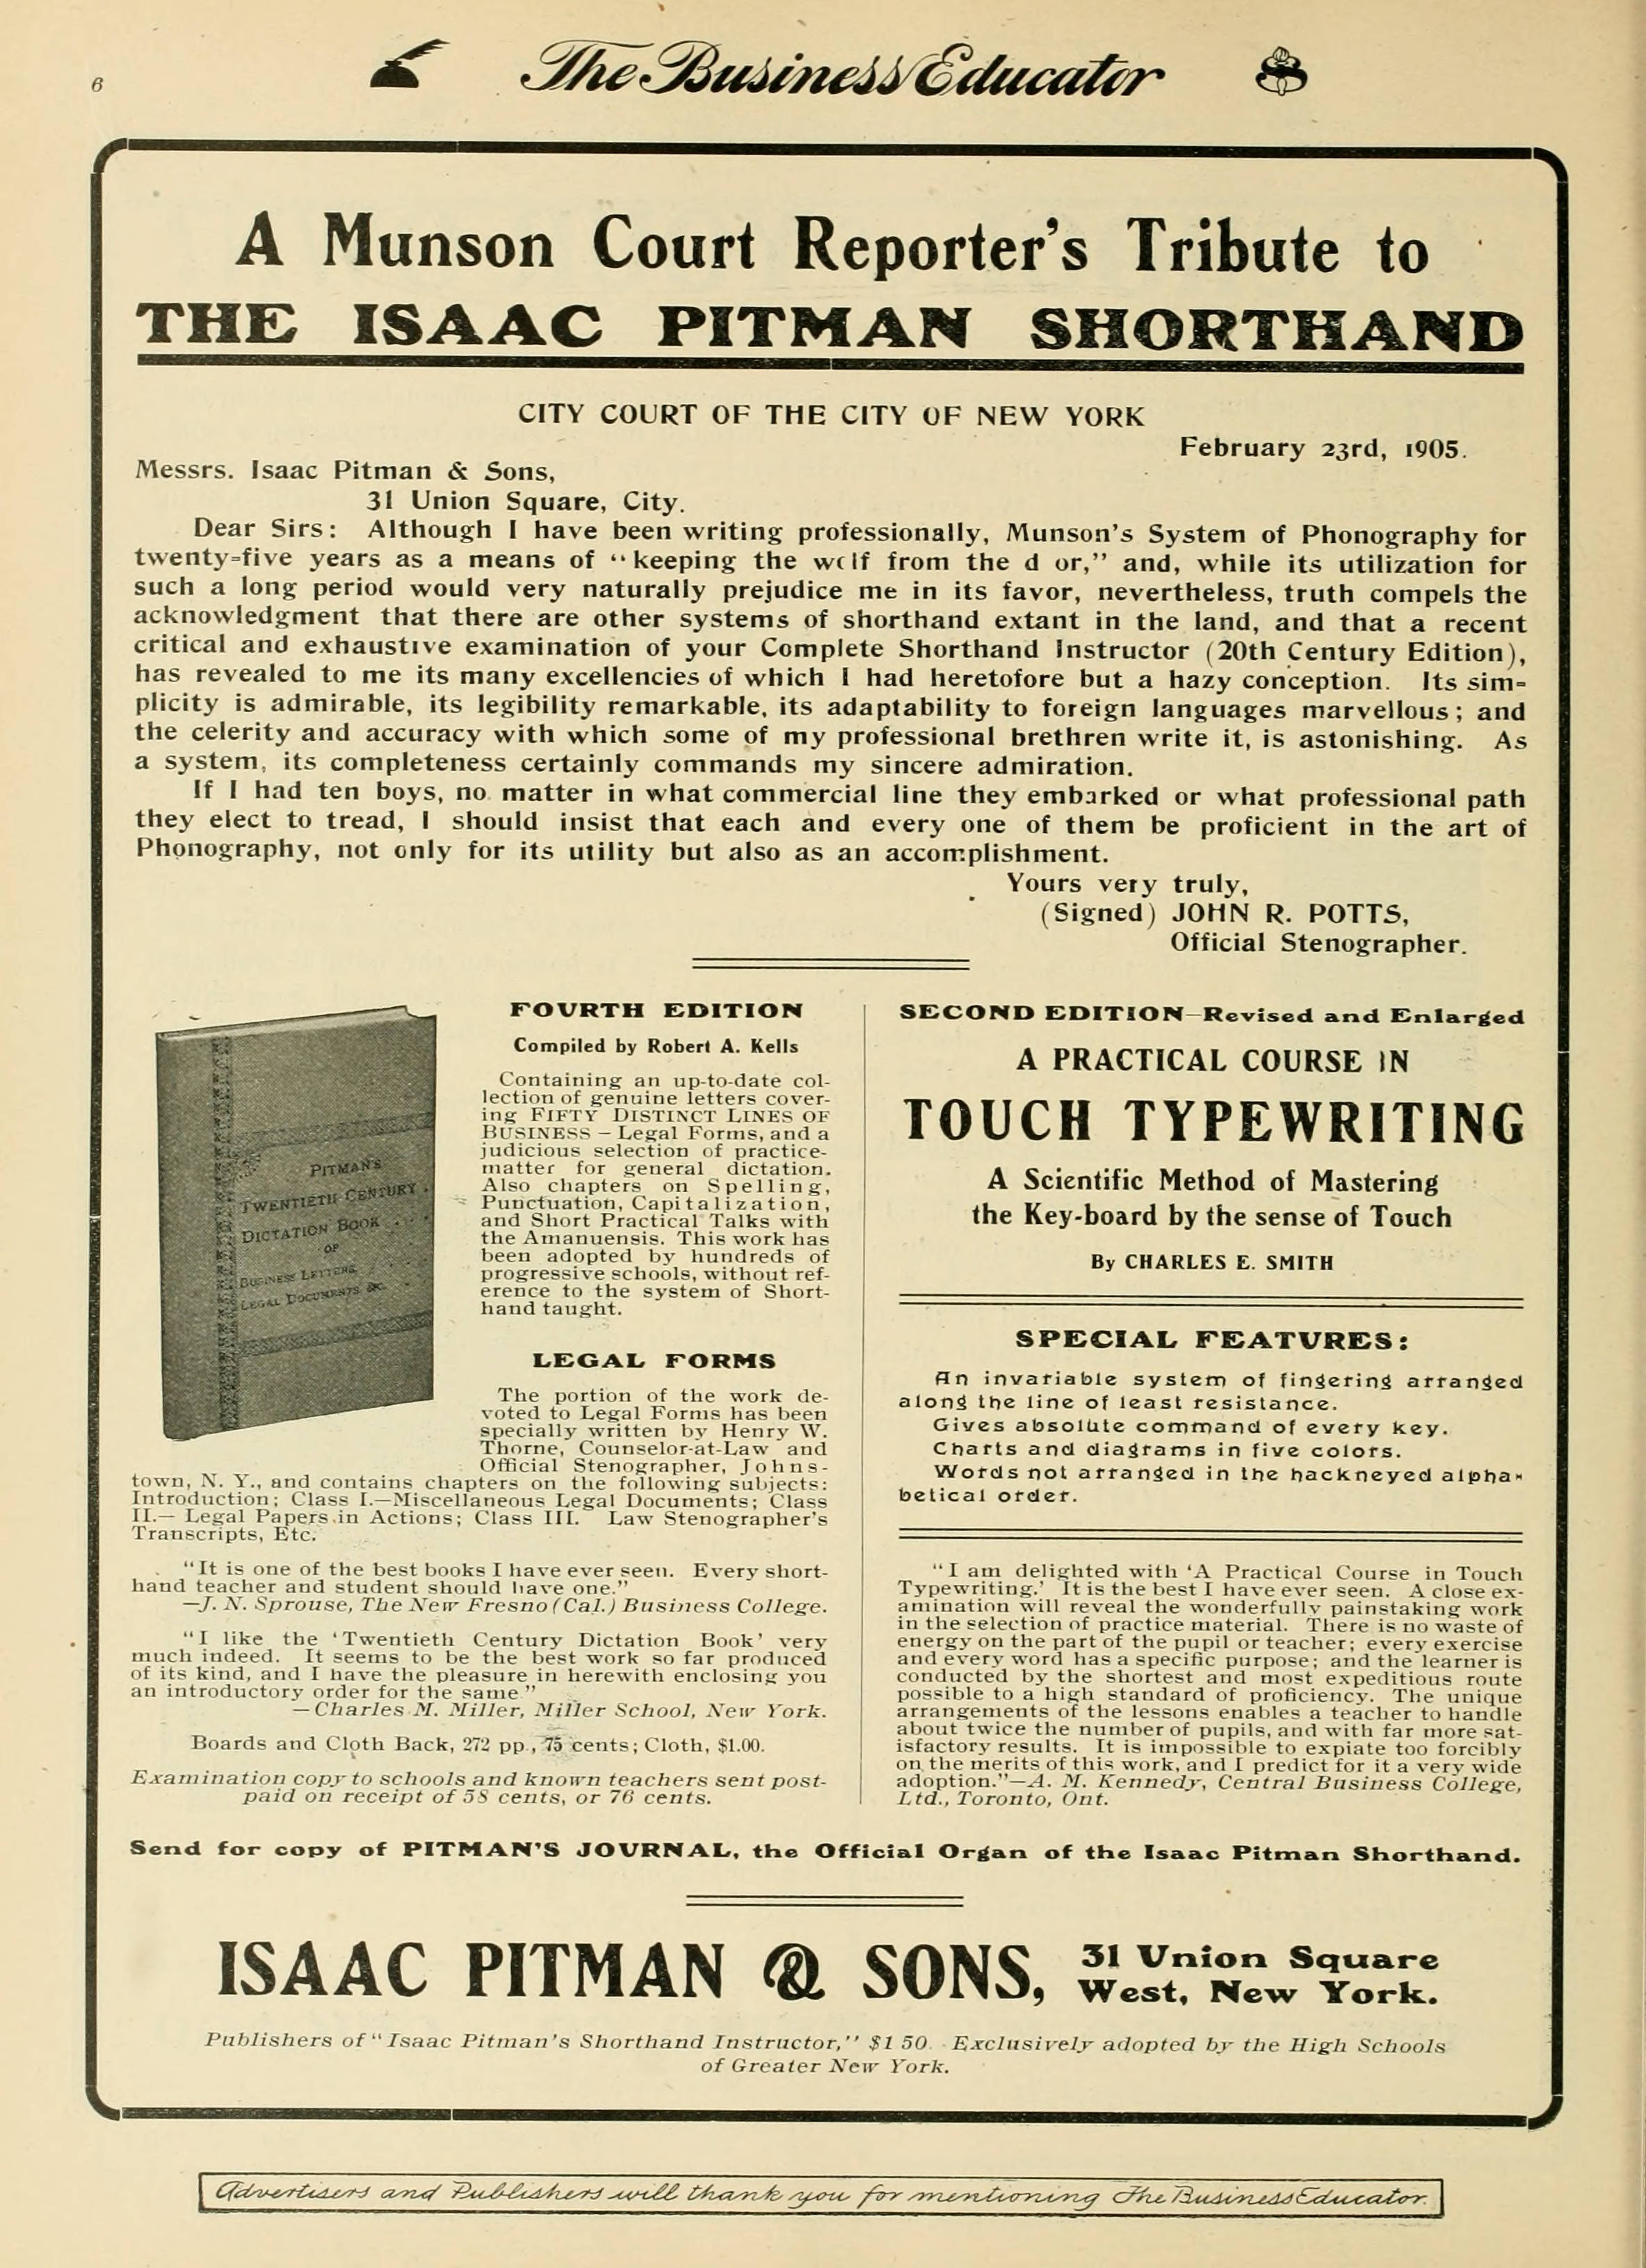 6
The Business Educator
A Munson Court Reporter's Tribute to
THE ISAAC PITMAN SHORTHAND
CITY COURT OF THE CITY OF NEW YORK
February 23rd, 1905.
Messrs. Isaac Pitman & Sons,
31 Union Square, City.
Dear Sirs: Although I have been writing professionally, Munson's System of Phonography for
twenty-five years as a means of "keeping the wolf from the d or," and, while its utilization for
such a long period would very naturally prejudice me in its favor, nevertheless, truth compels the
acknowledgment that there are other systems of shorthand extant in the land, and that a recent
critical and exhaustive examination of your Complete Shorthand Instructor (20th Century Edition),
has revealed to me its many excellencies of which I had heretofore but a hazy conception. Its sim-
plicity is admirable, its legibility remarkable, its adaptability to foreign languages marvellous; and
the celerity and accuracy with which some of my professional brethren write it, is astonishing. As
a system, its completeness certainly commands my sincere admiration.
If I had ten boys, no matter in what commercial line they embarked or what professional path
they elect to tread, I should insist that each and every one of them be proficient in the art of
Phonography, not only for its utility but also as an accomplishment.
Yours very truly,
(Signed) JOHN R. POTTS,
Official Stenographer.
PITMAN'S
TWENTIETH CENTURY
DICTATION BOOK
OF
BUSINESS LETTERS,
LEGAL DOCUMENTS &c.
FOURTH EDITION
Compiled by Robert A. Kells
Containing an up-to-date col-
lection of genuine letters cover-
ing FIFTY DISTINCT LINES OF
BUSINESS – Legal Forms, and a
judicious selection of practice-
matter for general dictation.
Also chapters on Spelling,
Punctuation, Capitalization,
and Short Practical Talks with
the Amanuensis. This work has
been adopted by hundreds of
progressive schools, without ref-
erence to the system of Short-
hand taught.
LEGAL FORMS
The portion of the work de-
voted to Legal Forms has been
specially written by Henry W.
Thorne, Counselor-at-Law and
Official Stenographer, Johns-
town, N. Y., and contains chapters on the following subjects:
Introduction; Class I.—Miscellaneous Legal Documents; Class
II.— Legal Papers in Actions; Class III. Law Stenographer's
Transcripts, Etc.
"It is one of the best books I have ever seen. Every short-
hand teacher and student should have one."
—J. N. Sprouse, The New Fresno (Cal.) Business College.
"I like the 'Twentieth Century Dictation Book' very
much indeed. It seems to be the best work so far produced
of its kind, and I have the pleasure in herewith enclosing you
an introductory order for the same"
—Charles M. Miller, Miller School, New York.
Boards and Cloth Back, 272 pp., 75 cents; Cloth, $1.00.
Examination copy to schools and known teachers sent post-
paid on receipt of 58 cents, or 76 cents.
SECOND EDITION—Revised and Enlarged
A PRACTICAL COURSE IN
TOUCH TYPEWRITING
A Scientific Method of Mastering
the Key-board by the sense of Touch
By CHARLES E. SMITH
SPECIAL FEATURES:
An invariable system of fingering arranged
along the line of least resistance.
Gives absolute command of every key.
Charts and diagrams in five colors.
Words not arranged in the hackneyed alpha-
betical order.
"I am delighted with 'A Practical Course in Touch
Typewriting.' It is the best I have ever seen. A close ex-
amination will reveal the wonderfully painstaking work
in the selection of practice material. There is no waste of
energy on the part of the pupil or teacher; every exercise
and every word has a specific purpose; and the learner is
conducted by the shortest and most expeditious route
possible to a high standard of proficiency. The unique
arrangements of the lessons enables a teacher to handle
about twice the number of pupils, and with far more sat-
isfactory results. It is impossible to expiate too forcibly
on the merits of this work, and I predict for it a very wide
adoption."—A. M. Kennedy, Central Business College,
Ltd., Toronto, Ont.
Send for copy of PITMAN'S JOURNAL, the Official Organ of the Isaac Pitman Shorthand.
ISAAC PITMAN & SONS, 31 Union Square
West, New York.
Publishers of "Isaac Pitman's Shorthand Instructor," $1 50. Exclusively adopted by the High Schools
of Greater New York.
Advertisers and Publishers will thank you for mentioning The Business Educator.